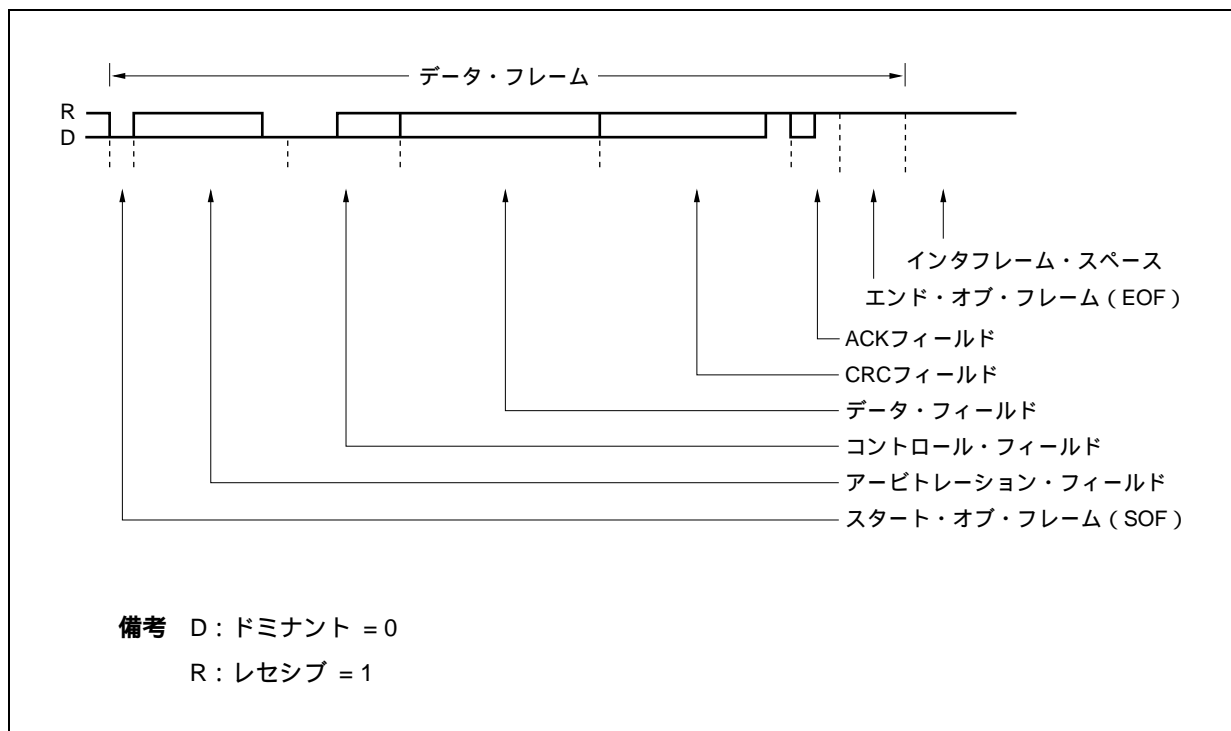 データ・フレーム
R
D
インタフレーム・スペース
エンド・オブ・フレーム（EOF）
ACKフィールド
CRCフィールド
データ・フィールド
コントロール・フィールド
アービトレーション・フィールド
スタート・オブ・フレーム（SOF）
備考 D：ドミナント = 0
R：レセシブ = 1